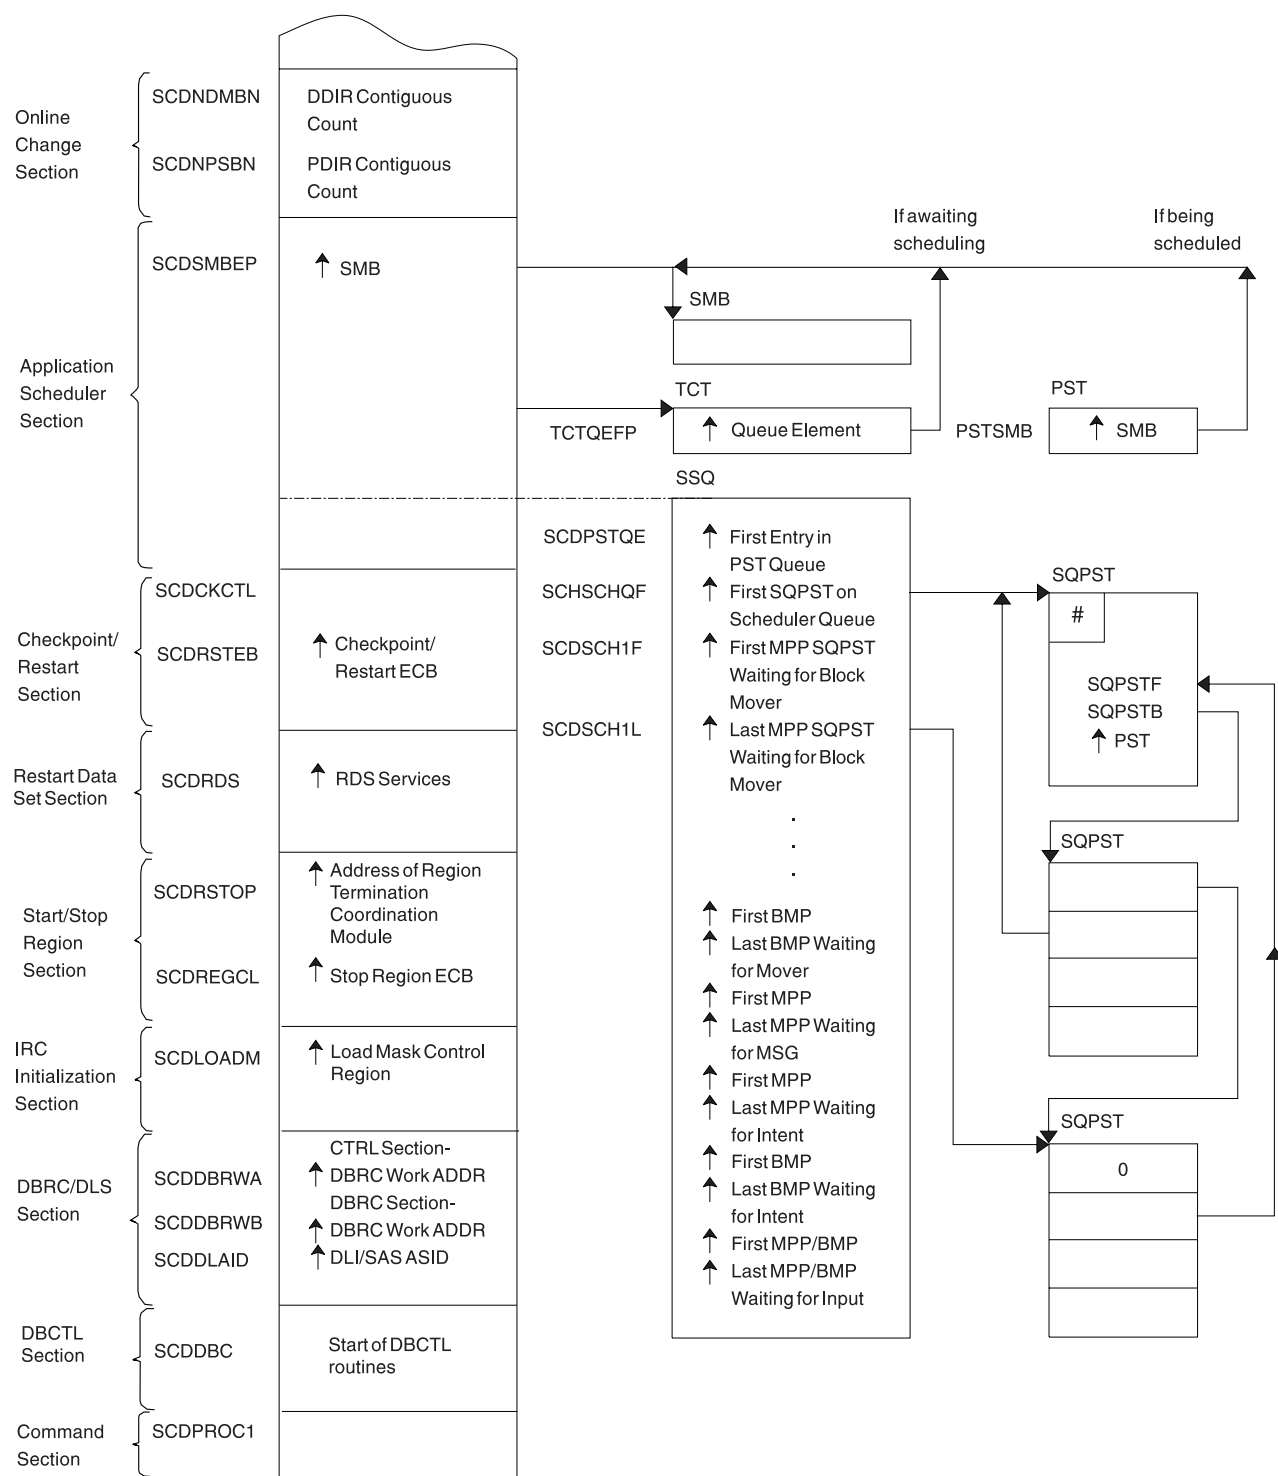 Online
Change
Section
SCDNDMBN
DDIR Contiguous
Count
SCDNPSBN
PDIR Contiguous
Count
Application
Scheduler
Section
SCDSMBEP
SMB
If awaiting
scheduling
If being
scheduled
SMB
TCT
TCTQEFP
Queue Element
PST
PSTSMB
SMB
SSQ
SCDPSTQE
First Entry in
PST Queue
SCHSCHQF
First SQPST on
Scheduler Queue
SCDSCH1F
First MPP SQPST
Waiting for Block
Mover
SCDSCH1L
Last MPP SQPST
Waiting for Block
Mover
.
.
.
First BMP
Last BMP Waiting
for Mover
First MPP
Last MPP Waiting
for MSG
First MPP
Last MPP Waiting
for Intent
First BMP
Last BMP Waiting
for Intent
First MPP/BMP
Last MPP/BMP
Waiting for Input
SQPST
#
SQPSTF
SQPSTB
PST
SQPST
SQPST
0
Checkpoint/
Restart
Section
SCDCKCTL
SCDRSTEB
Checkpoint/
Restart ECB
Restart Data
Set Section
SCDRDS
RDS Services
Start/Stop
Region
Section
SCDRSTOP
Address of Region
Termination
Coordination
Module
SCDREGCL
Stop Region ECB
IRC
Initialization
Section
SCDLOADM
Load Mask Control
Region
DBRC/DLS
Section
CTRL Section-
SCDDBRWA
DBRC Work ADDR
DBRC Section-
SCDDBRWB
DBRC Work ADDR
SCDDLAID
DLI/SAS ASID
DBCTL
Section
SCDDBC
Start of DBCTL
routines
Command
Section
SCDPROC1